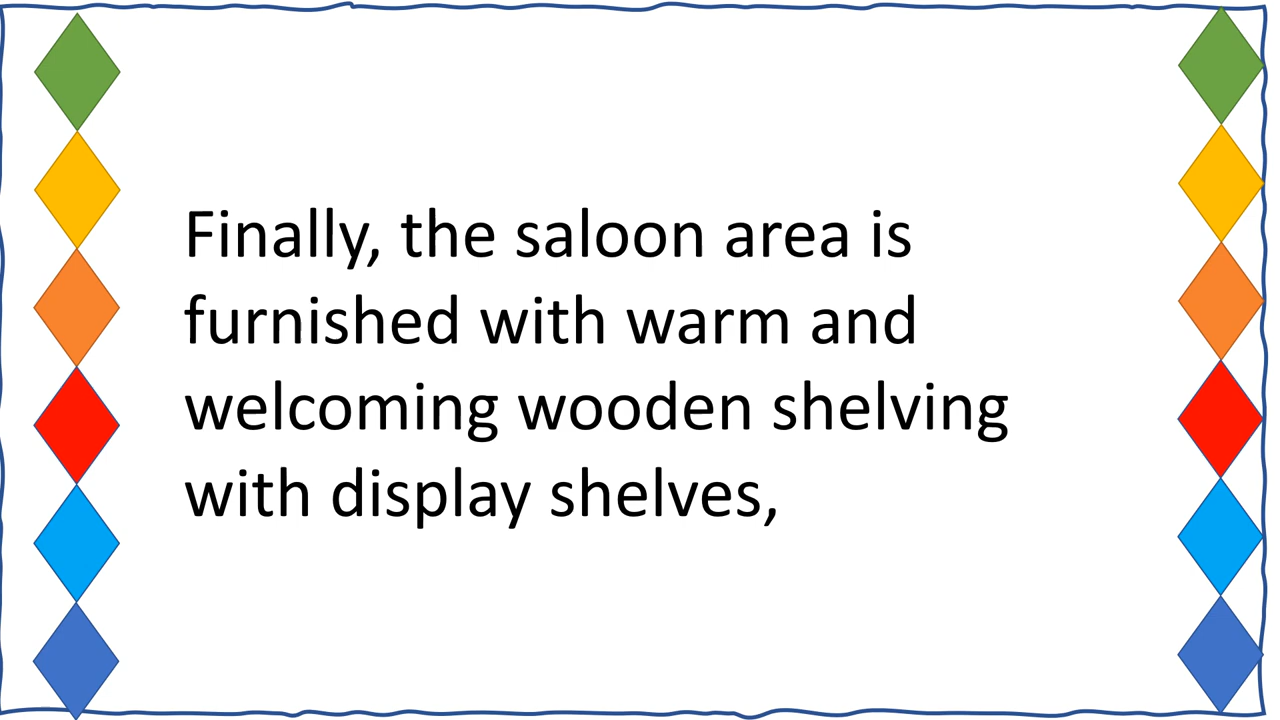 Finally, the saloon area is
furnished with warm and
welcoming wooden shelving
with display shelves,